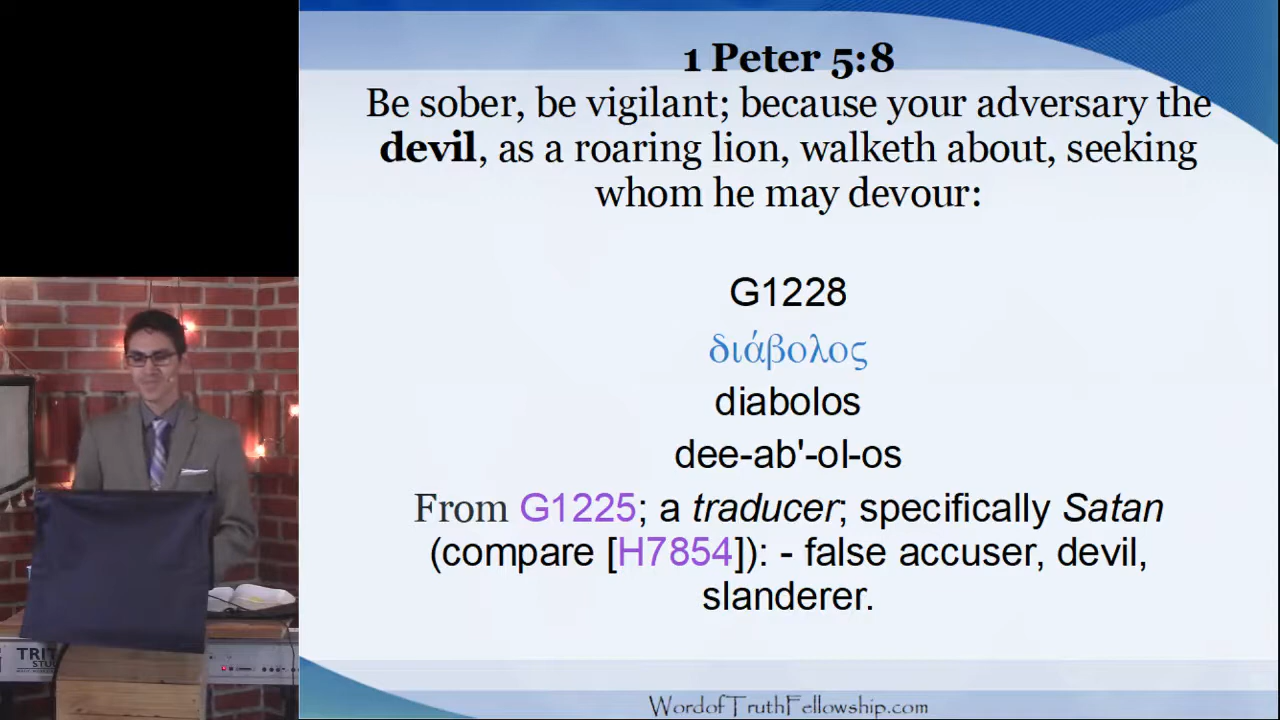 1 Peter 5:8
Be sober, be vigilant; because your adversary the
devil, as a roaring lion, walketh about, seeking
whom he may devour:
G1228
διάβολος
diabolos
dee-ab'-ol-os
From G1225; a traducer; specifically Satan
(compare [H7854]): - false accuser, devil,
slanderer.
WordofTruthFellowship.com